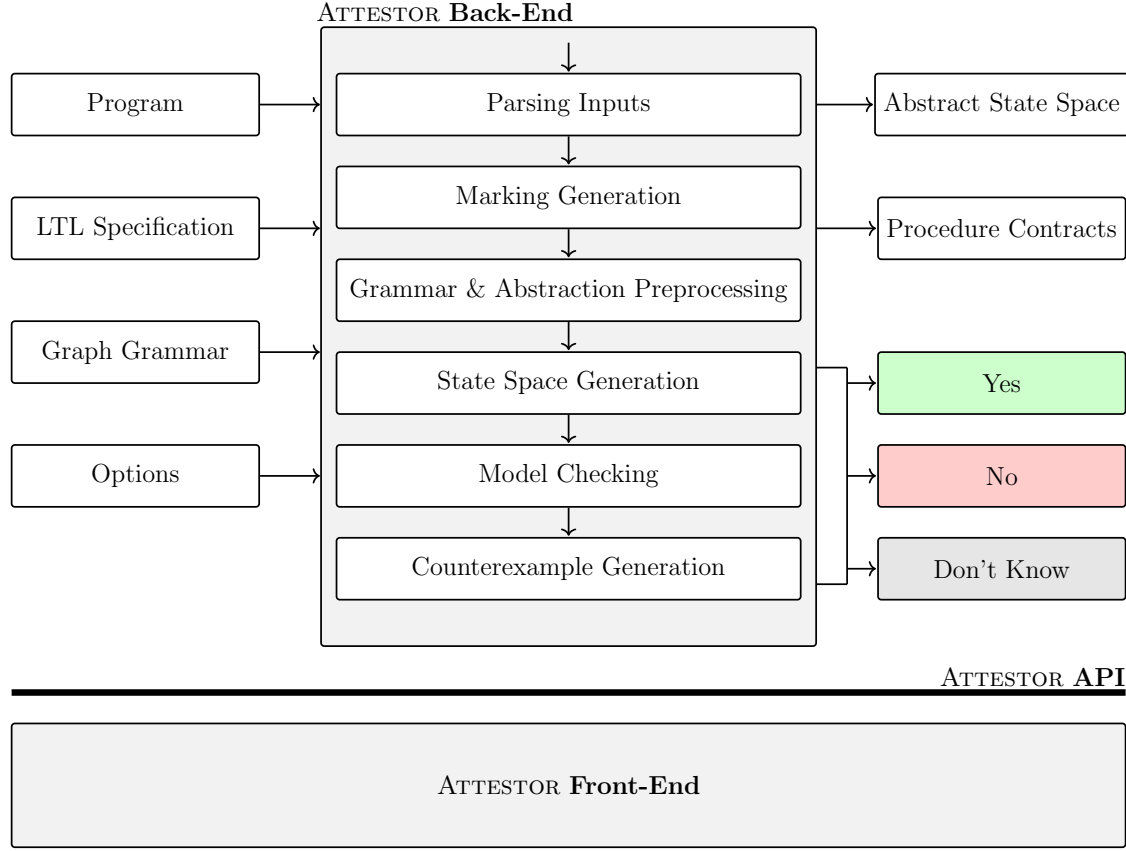 ATTESTOR Back-End
Program
LTL Specification
Graph Grammar
Options
Parsing Inputs
Marking Generation
Grammar & Abstraction Preprocessing
State Space Generation
Model Checking
Counterexample Generation
Abstract State Space
Procedure Contracts
Yes
No
Don't Know
ATTESTOR API
ATTESTOR Front-End